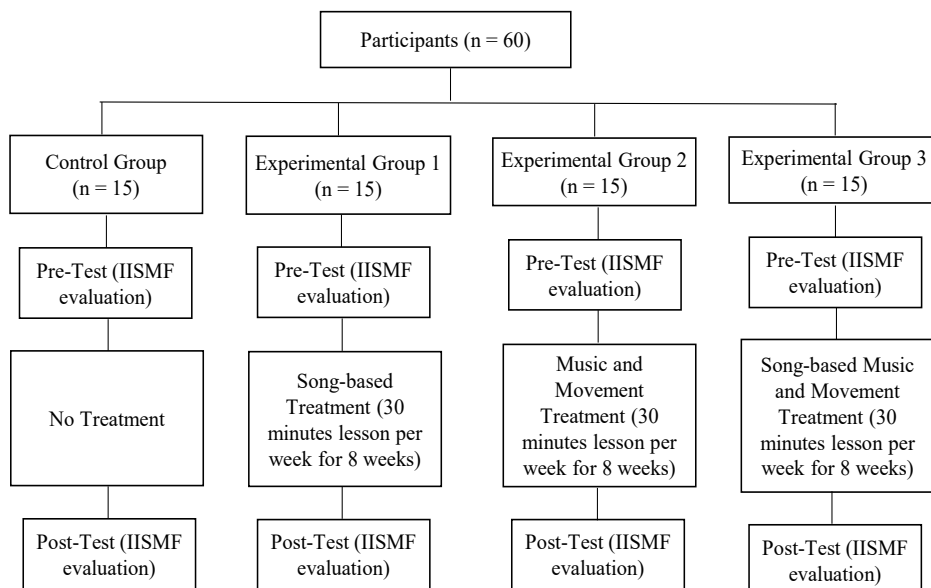 Participants (n = 60)
Control Group
(n = 15)
Experimental Group 1
(n = 15)
Experimental Group 2
(n = 15)
Experimental Group 3
(n = 15)
Pre-Test (IISMF
evaluation)
Pre-Test (IISMF
evaluation)
Pre-Test (IISMF
evaluation)
Pre-Test (IISMF
evaluation)
No Treatment
Song-based
Treatment (30
minutes lesson per
week for 8 weeks)
Music and
Movement
Treatment (30
minutes lesson per
week for 8 weeks)
Song-based Music
and Movement
Treatment (30
minutes lesson per
week for 8 weeks)
Post-Test (IISMF
evaluation)
Post-Test (IISMF
evaluation)
Post-Test (IISMF
evaluation)
Post-Test (IISMF
evaluation)